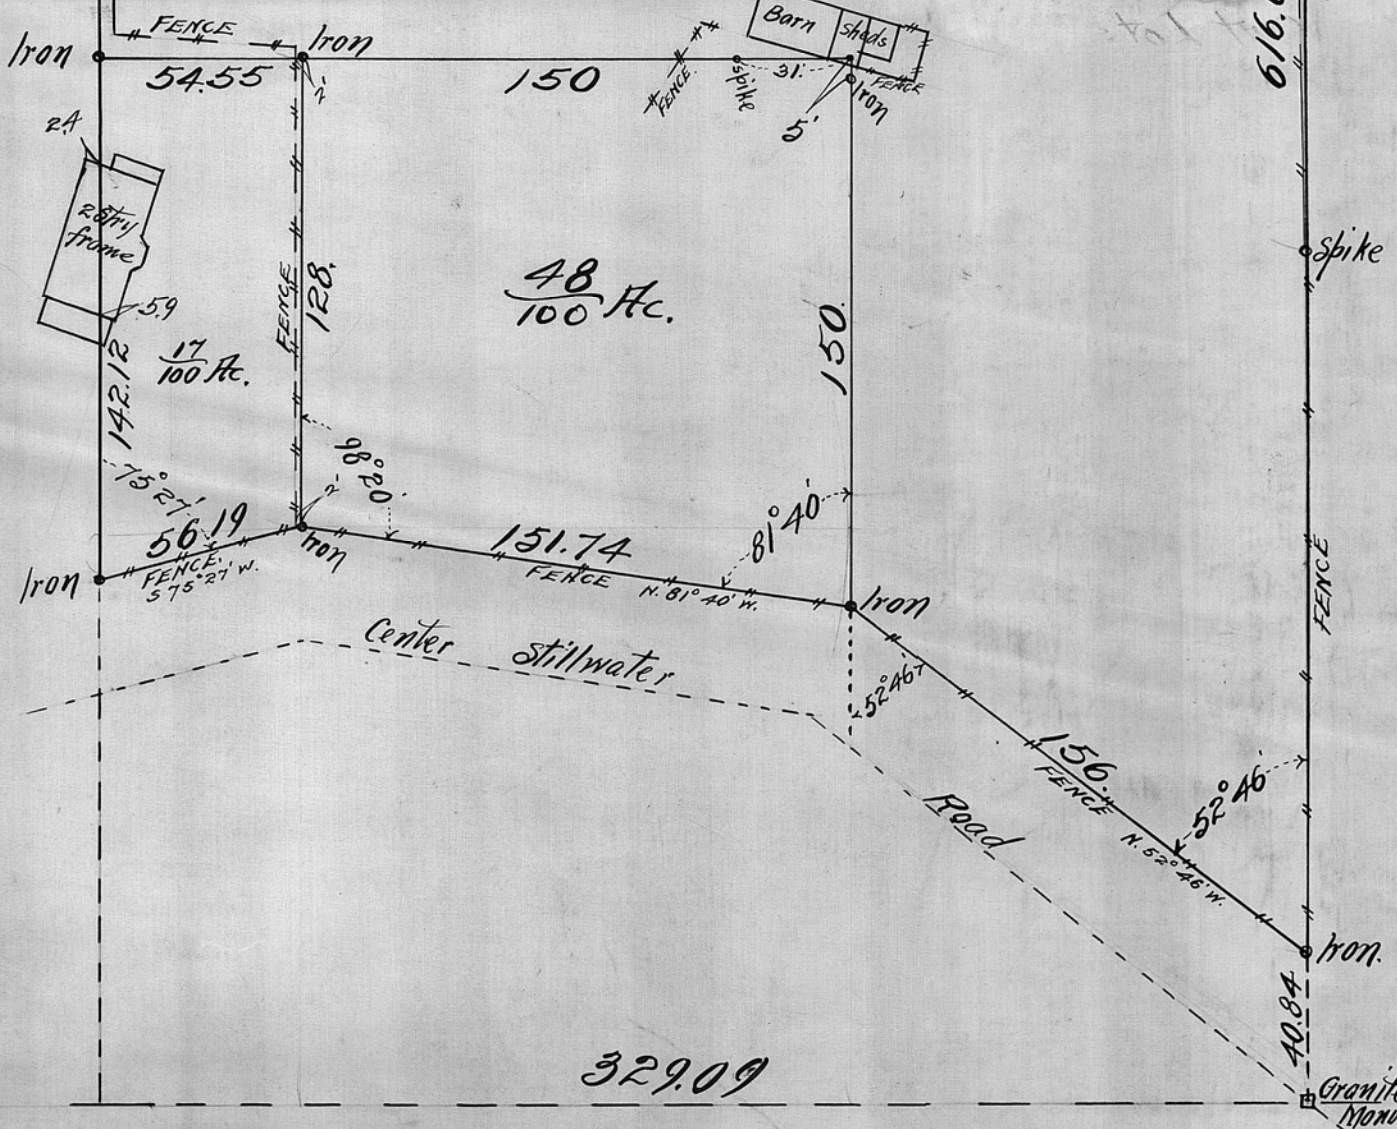 FENCE
Iron
Iron
54.55
2'
150
FENCE
spike
31'
Barn
Sheds
FENCE
Iron
5'
2.4
2 Stry
frame
5.9
142.12
17
100 Ac.
FENCE
128.
48
100 Ac.
150.
spike
FENCE
75° 27'
98° 20'
2'
56.19
FENCE
S 75° 27' W.
Iron
Iron
151.74
FENCE
N. 81° 40' W.
81° 40'
Iron
Center Stillwater
Road
52° 46'
156.
FENCE
N. 52° 46' W.
52° 46'
Iron.
40.84
329.09